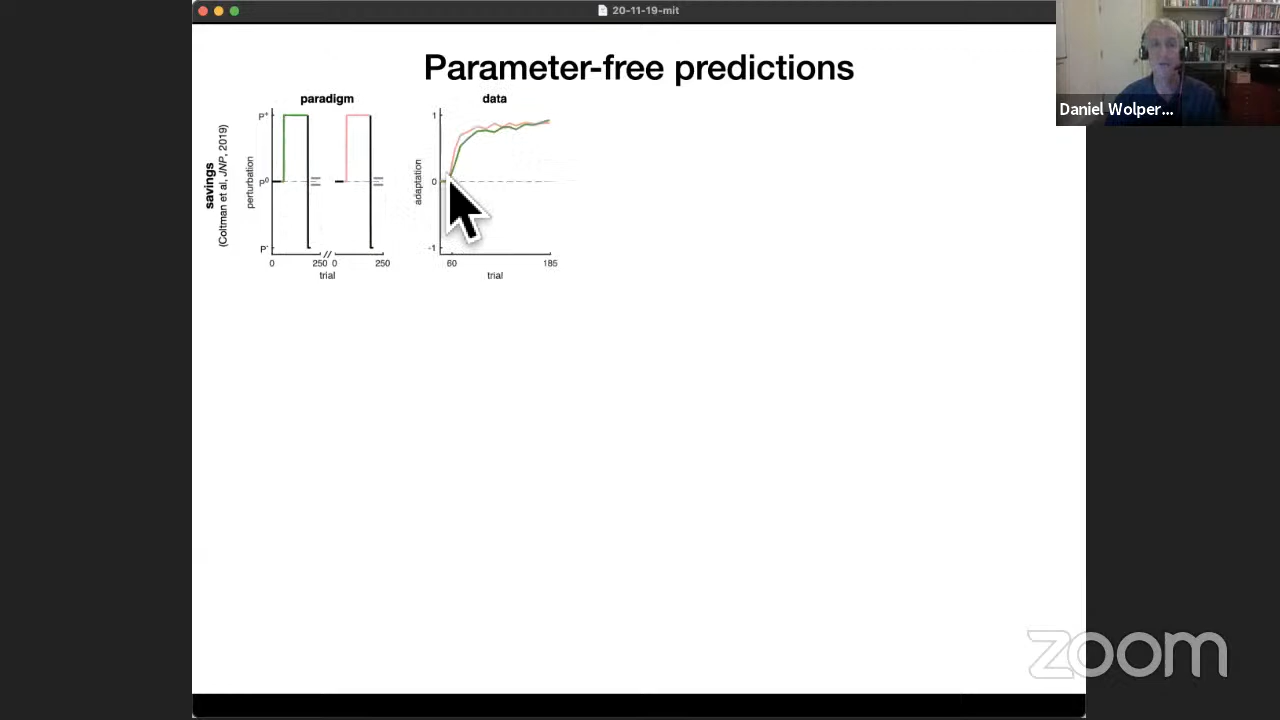 20-11-19-mit
Parameter-free predictions
Daniel Wolper...
paradigm
data
savings
(Coltman et al, JNP, 2019)
perturbation
P+
P0
P-
0
250
0
250
trial
adaptation
1
0
-1
60
185
trial
zoom